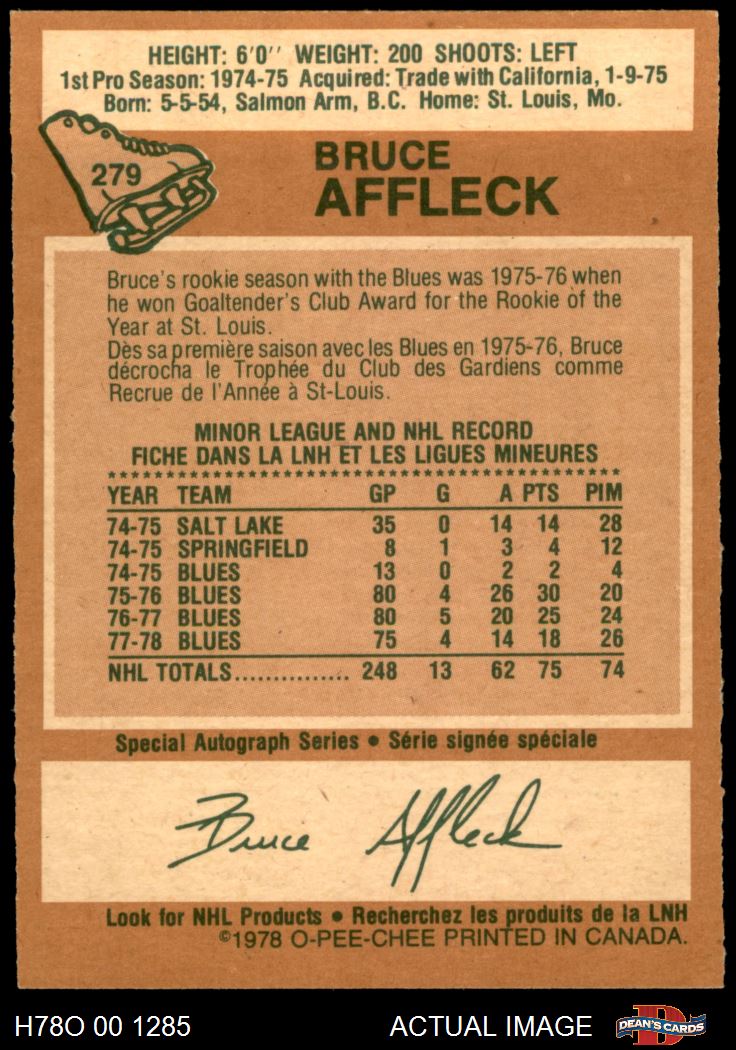 HEIGHT: 6'0'' WEIGHT: 200 SHOOTS: LEFT
1st Pro Season: 1974-75 Acquired: Trade with California, 1-9-75
Born: 5-5-54, Salmon Arm, B.C. Home: St. Louis, Mo.
279
BRUCE
AFFLECK
Bruce's rookie season with the Blues was 1975-76 when
he won Goaltender's Club Award for the Rookie of the
Year at St. Louis.
Dès sa première saison avec les Blues en 1975-76, Bruce
décrocha le Trophée du Club des Gardiens comme
Recrue de l'Année à St-Louis.
MINOR LEAGUE AND NHL RECORD
FICHE DANS LA LNH ET LES LIGUES MINEURES
YEAR TEAM GP G A PTS PIM
74-75 SALT LAKE 35 0 14 14 28
74-75 SPRINGFIELD 8 1 3 4 12
74-75 BLUES 13 0 2 2 4
75-76 BLUES 80 4 26 30 20
76-77 BLUES 80 5 20 25 24
77-78 BLUES 75 4 14 18 26
NHL TOTALS............... 248 13 62 75 74
Special Autograph Series • Série signée spéciale
Bruce Affleck
Look for NHL Products • Recherchez les produits de la LNH
©1978 O-PEE-CHEE PRINTED IN CANADA.
H78O 00 1285 ACTUAL IMAGE D DEAN'S CARDS